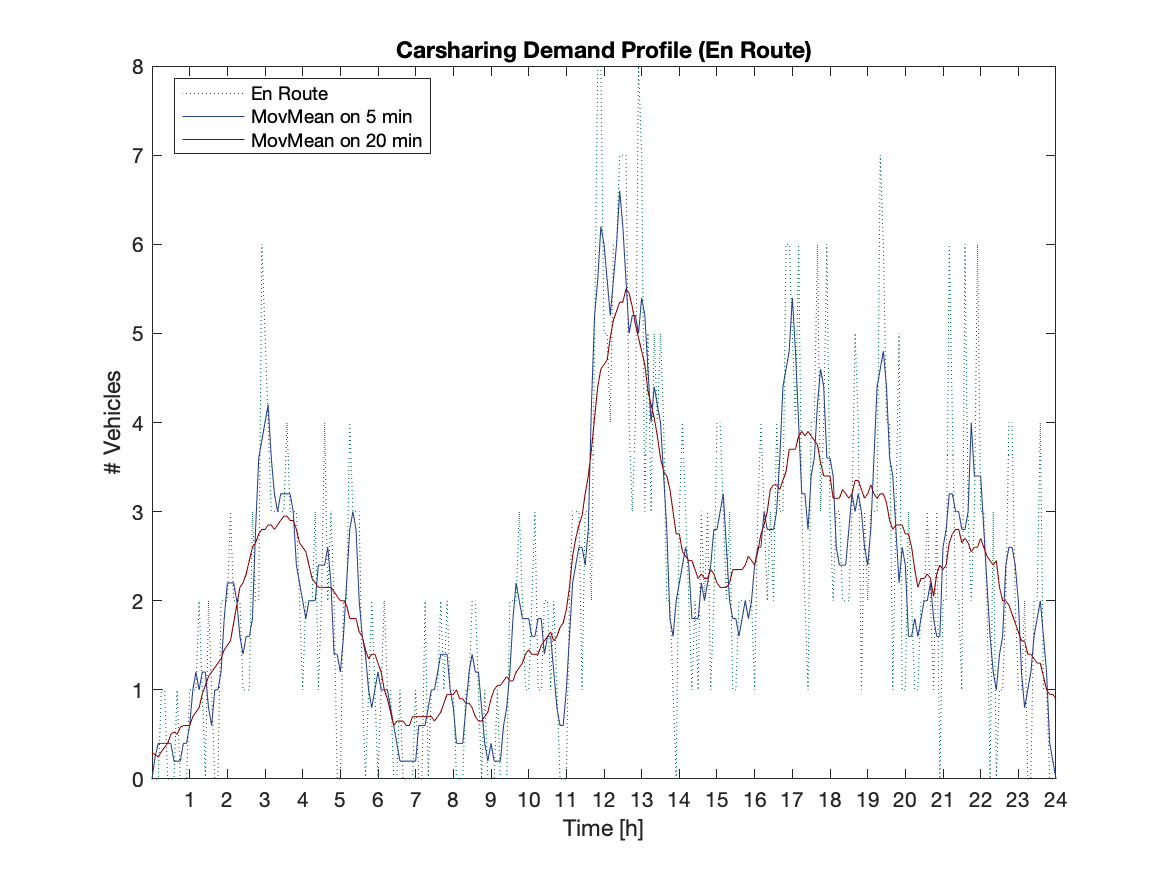 Carsharing Demand Profile (En Route)
En Route
MovMean on 5 min
MovMean on 20 min
8
7
6
5
4
3
2
1
0
# Vehicles
1 2 3 4 5 6 7 8 9 10 11 12 13 14 15 16 17 18 19 20 21 22 23 24
Time [h]